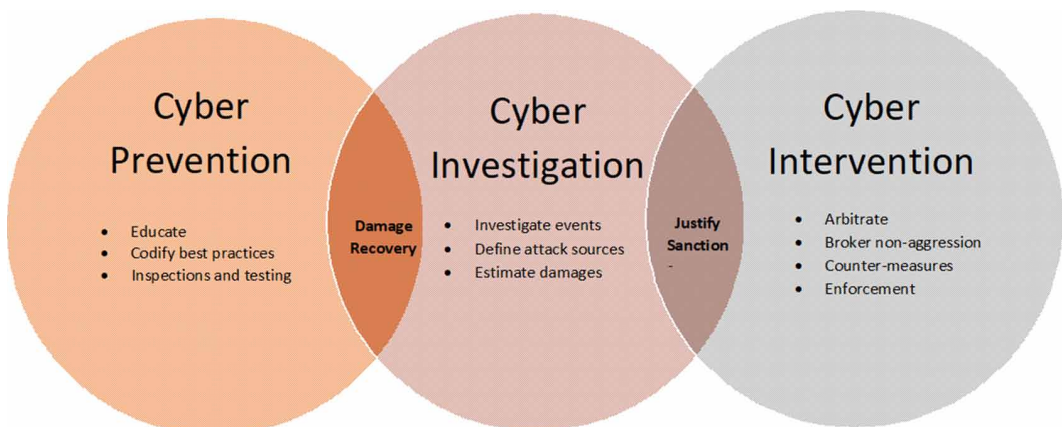 Cyber
Prevention
• Educate
• Codify best practices
• Inspections and testing
Damage
Recovery
Cyber
Investigation
• Investigate events
• Define attack sources
• Estimate damages
Justify
Sanction
-
Cyber
Intervention
• Arbitrate
• Broker non-aggression
• Counter-measures
• Enforcement